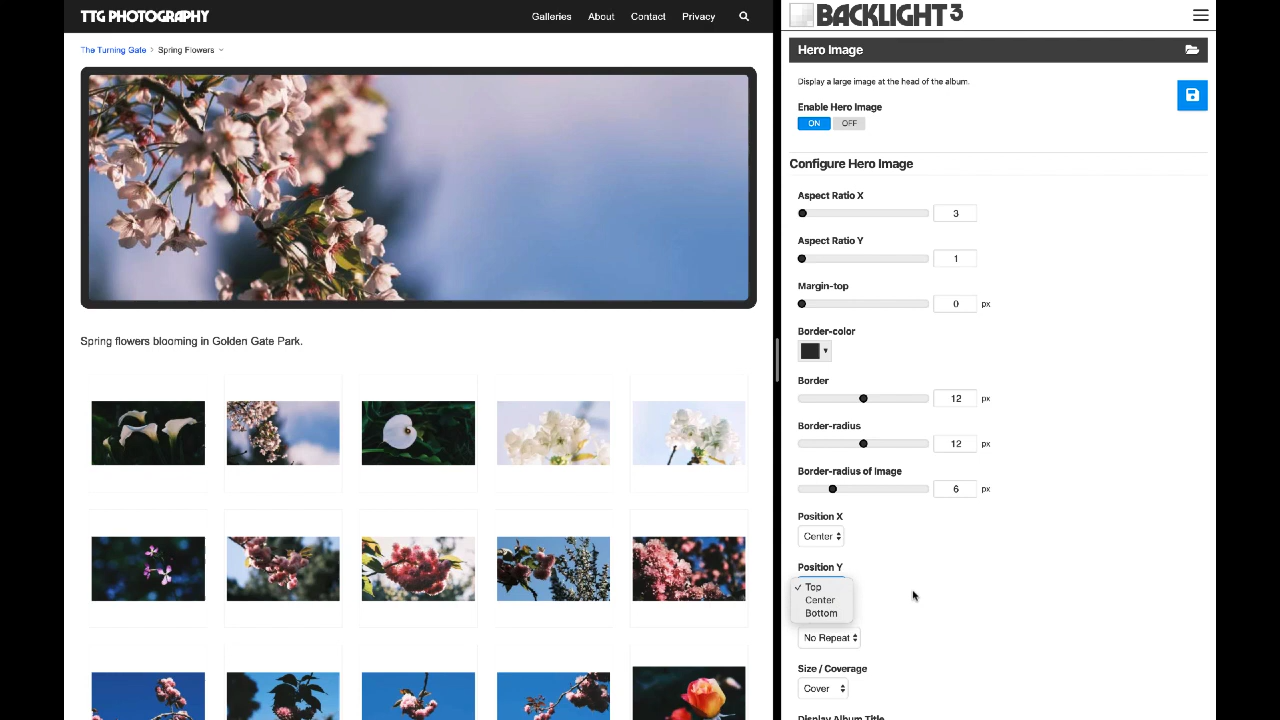 TTG PHOTOGRAPHY
Galleries About Contact Privacy
The Turning Gate › Spring Flowers
Spring flowers blooming in Golden Gate Park.
BACKLIGHT 3
Hero Image
Display a large image at the head of the album.
Enable Hero Image
ON OFF
Configure Hero Image
Aspect Ratio X
3
Aspect Ratio Y
1
Margin-top
0 px
Border-color
Border
12 px
Border-radius
12 px
Border-radius of Image
6 px
Position X
Center
Position Y
✓ Top
Center
Bottom
No Repeat
Size / Coverage
Cover
Display Album Title